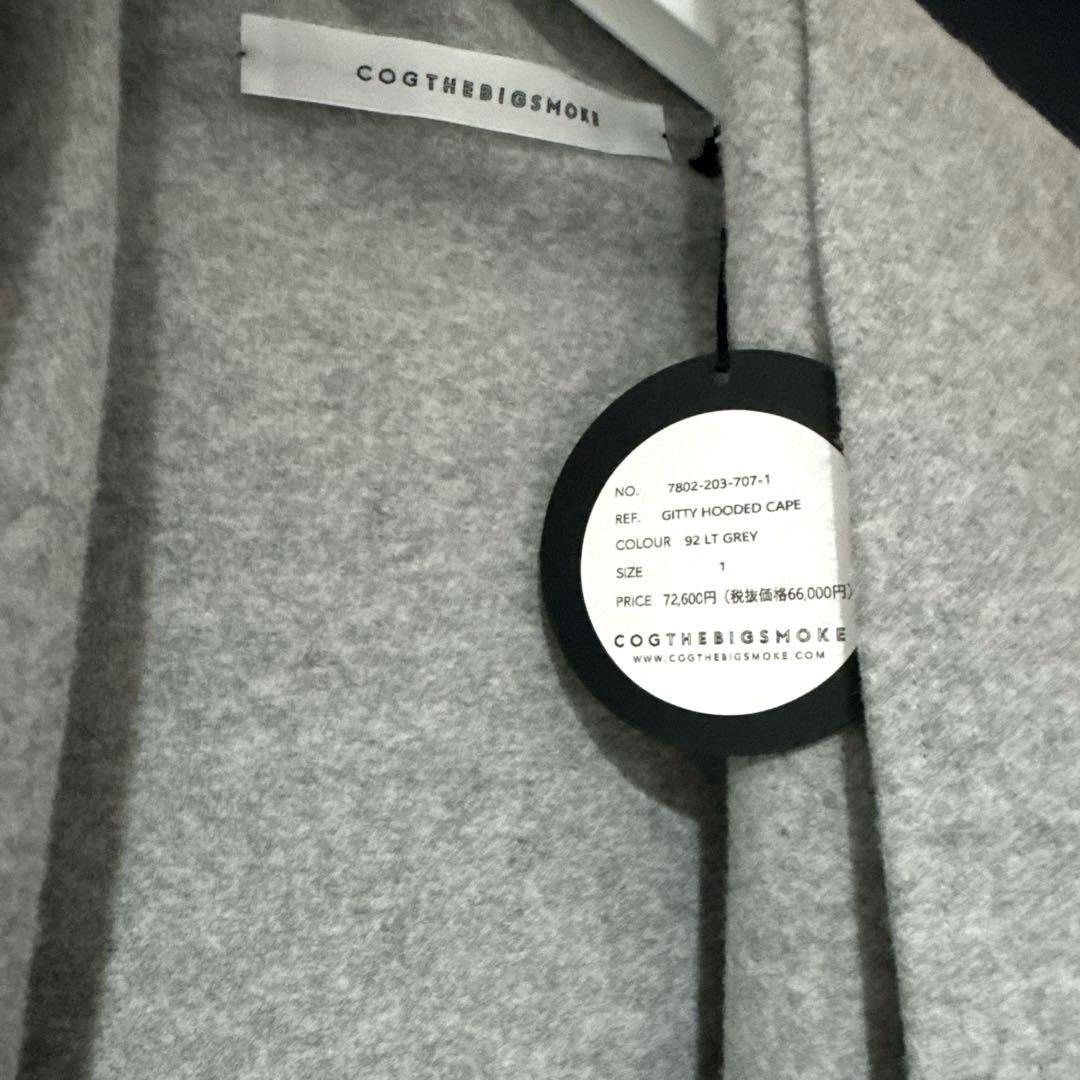 COGTHEBIGSMOKE
NO. 7802-203-707-1
REF. GITTY HOODED CAPE
COLOUR 92 LT GREY
SIZE 1
PRICE 72,600円（税抜価格66,000円）
COGTHEBIGSMOKE
WWW.COGTHEBIGSMOKE.COM